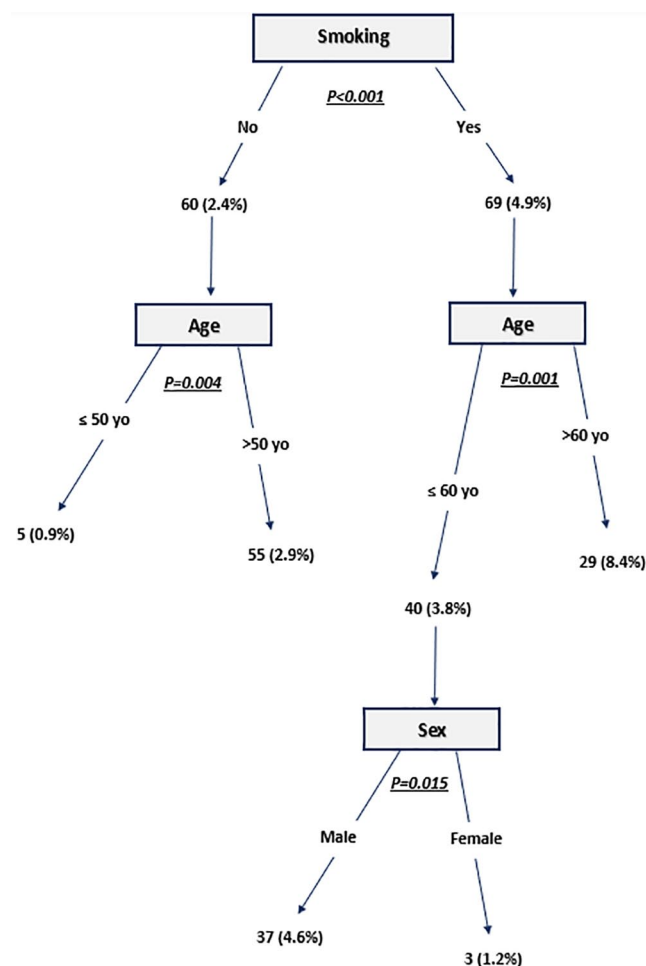 Smoking
P<0.001
No
Yes
60 (2.4%)
69 (4.9%)
Age
Age
P=0.004
P=0.001
≤ 50 yo
>50 yo
>60 yo
≤ 60 yo
5 (0.9%)
55 (2.9%)
29 (8.4%)
40 (3.8%)
Sex
P=0.015
Male
Female
37 (4.6%)
3 (1.2%)